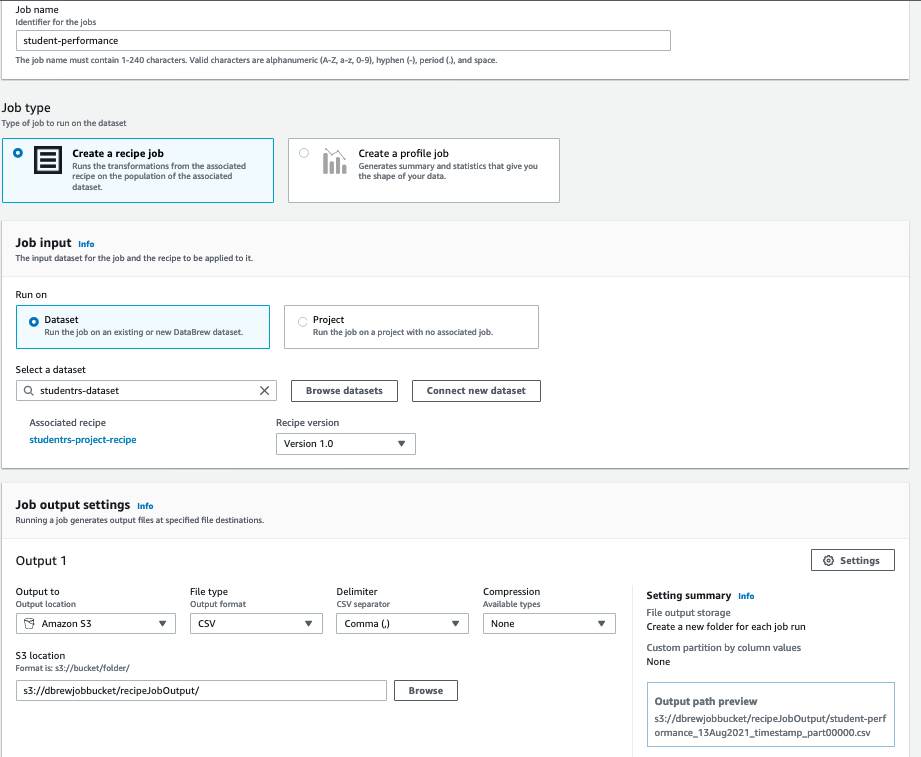 Job name
Identifier for the jobs
student-performance
The job name must contain 1-240 characters. Valid characters are alphanumeric (A-Z, a-z, 0-9), hyphen (-), period (.), and space.
Job type
Type of job to run on the dataset
Create a recipe job
Runs the transformations from the associated
recipe on the population of the associated
dataset.
Create a profile job
Generates summary and statistics that give you
the shape of your data.
Job input Info
The input dataset for the job and the recipe to be applied to it.
Run on
Dataset
Run the job on an existing or new DataBrew dataset.
Project
Run the job on a project with no associated job.
Select a dataset
studentrs-dataset
Browse datasets
Connect new dataset
Associated recipe
studentrs-project-recipe
Recipe version
Version 1.0
Job output settings Info
Running a job generates output files at specified file destinations.
Output 1
Settings
Output to
Output location
Amazon S3
File type
Output format
CSV
Delimiter
CSV separator
Comma (,)
Compression
Available types
None
S3 location
Format is: s3://bucket/folder/
s3://dbrewjobbucket/recipeJobOutput/
Browse
Setting summary Info
File output storage
Create a new folder for each job run
Custom partition by column values
None
Output path preview
s3://dbrewjobbucket/recipeJobOutput/student-perf
ormance_13Aug2021_timestamp_part00000.csv